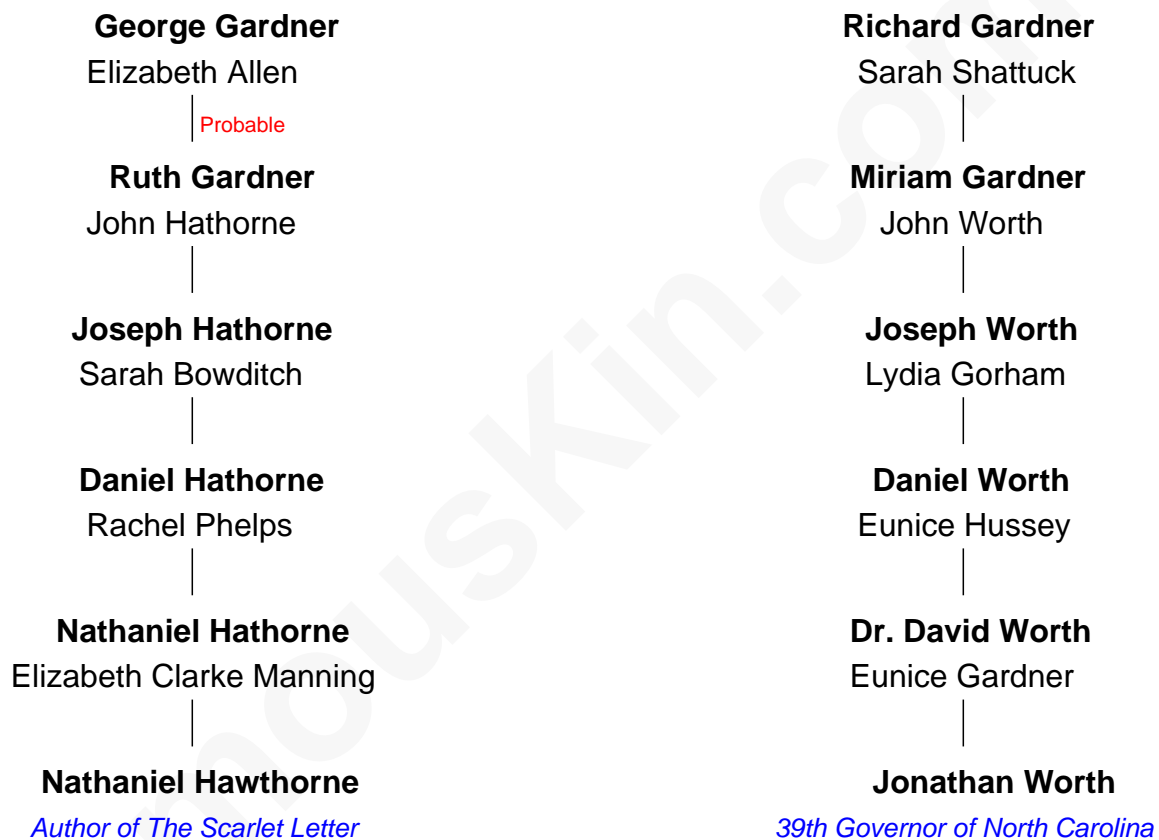 George Gardner
Elizabeth Allen
Probable
Ruth Gardner
John Hathorne
Joseph Hathorne
Sarah Bowditch
Daniel Hathorne
Rachel Phelps
Nathaniel Hathorne
Elizabeth Clarke Manning
Nathaniel Hawthorne
Author of The Scarlet Letter
Richard Gardner
Sarah Shattuck
Miriam Gardner
John Worth
Joseph Worth
Lydia Gorham
Daniel Worth
Eunice Hussey
Dr. David Worth
Eunice Gardner
Jonathan Worth
39th Governor of North Carolina
mousKin.com